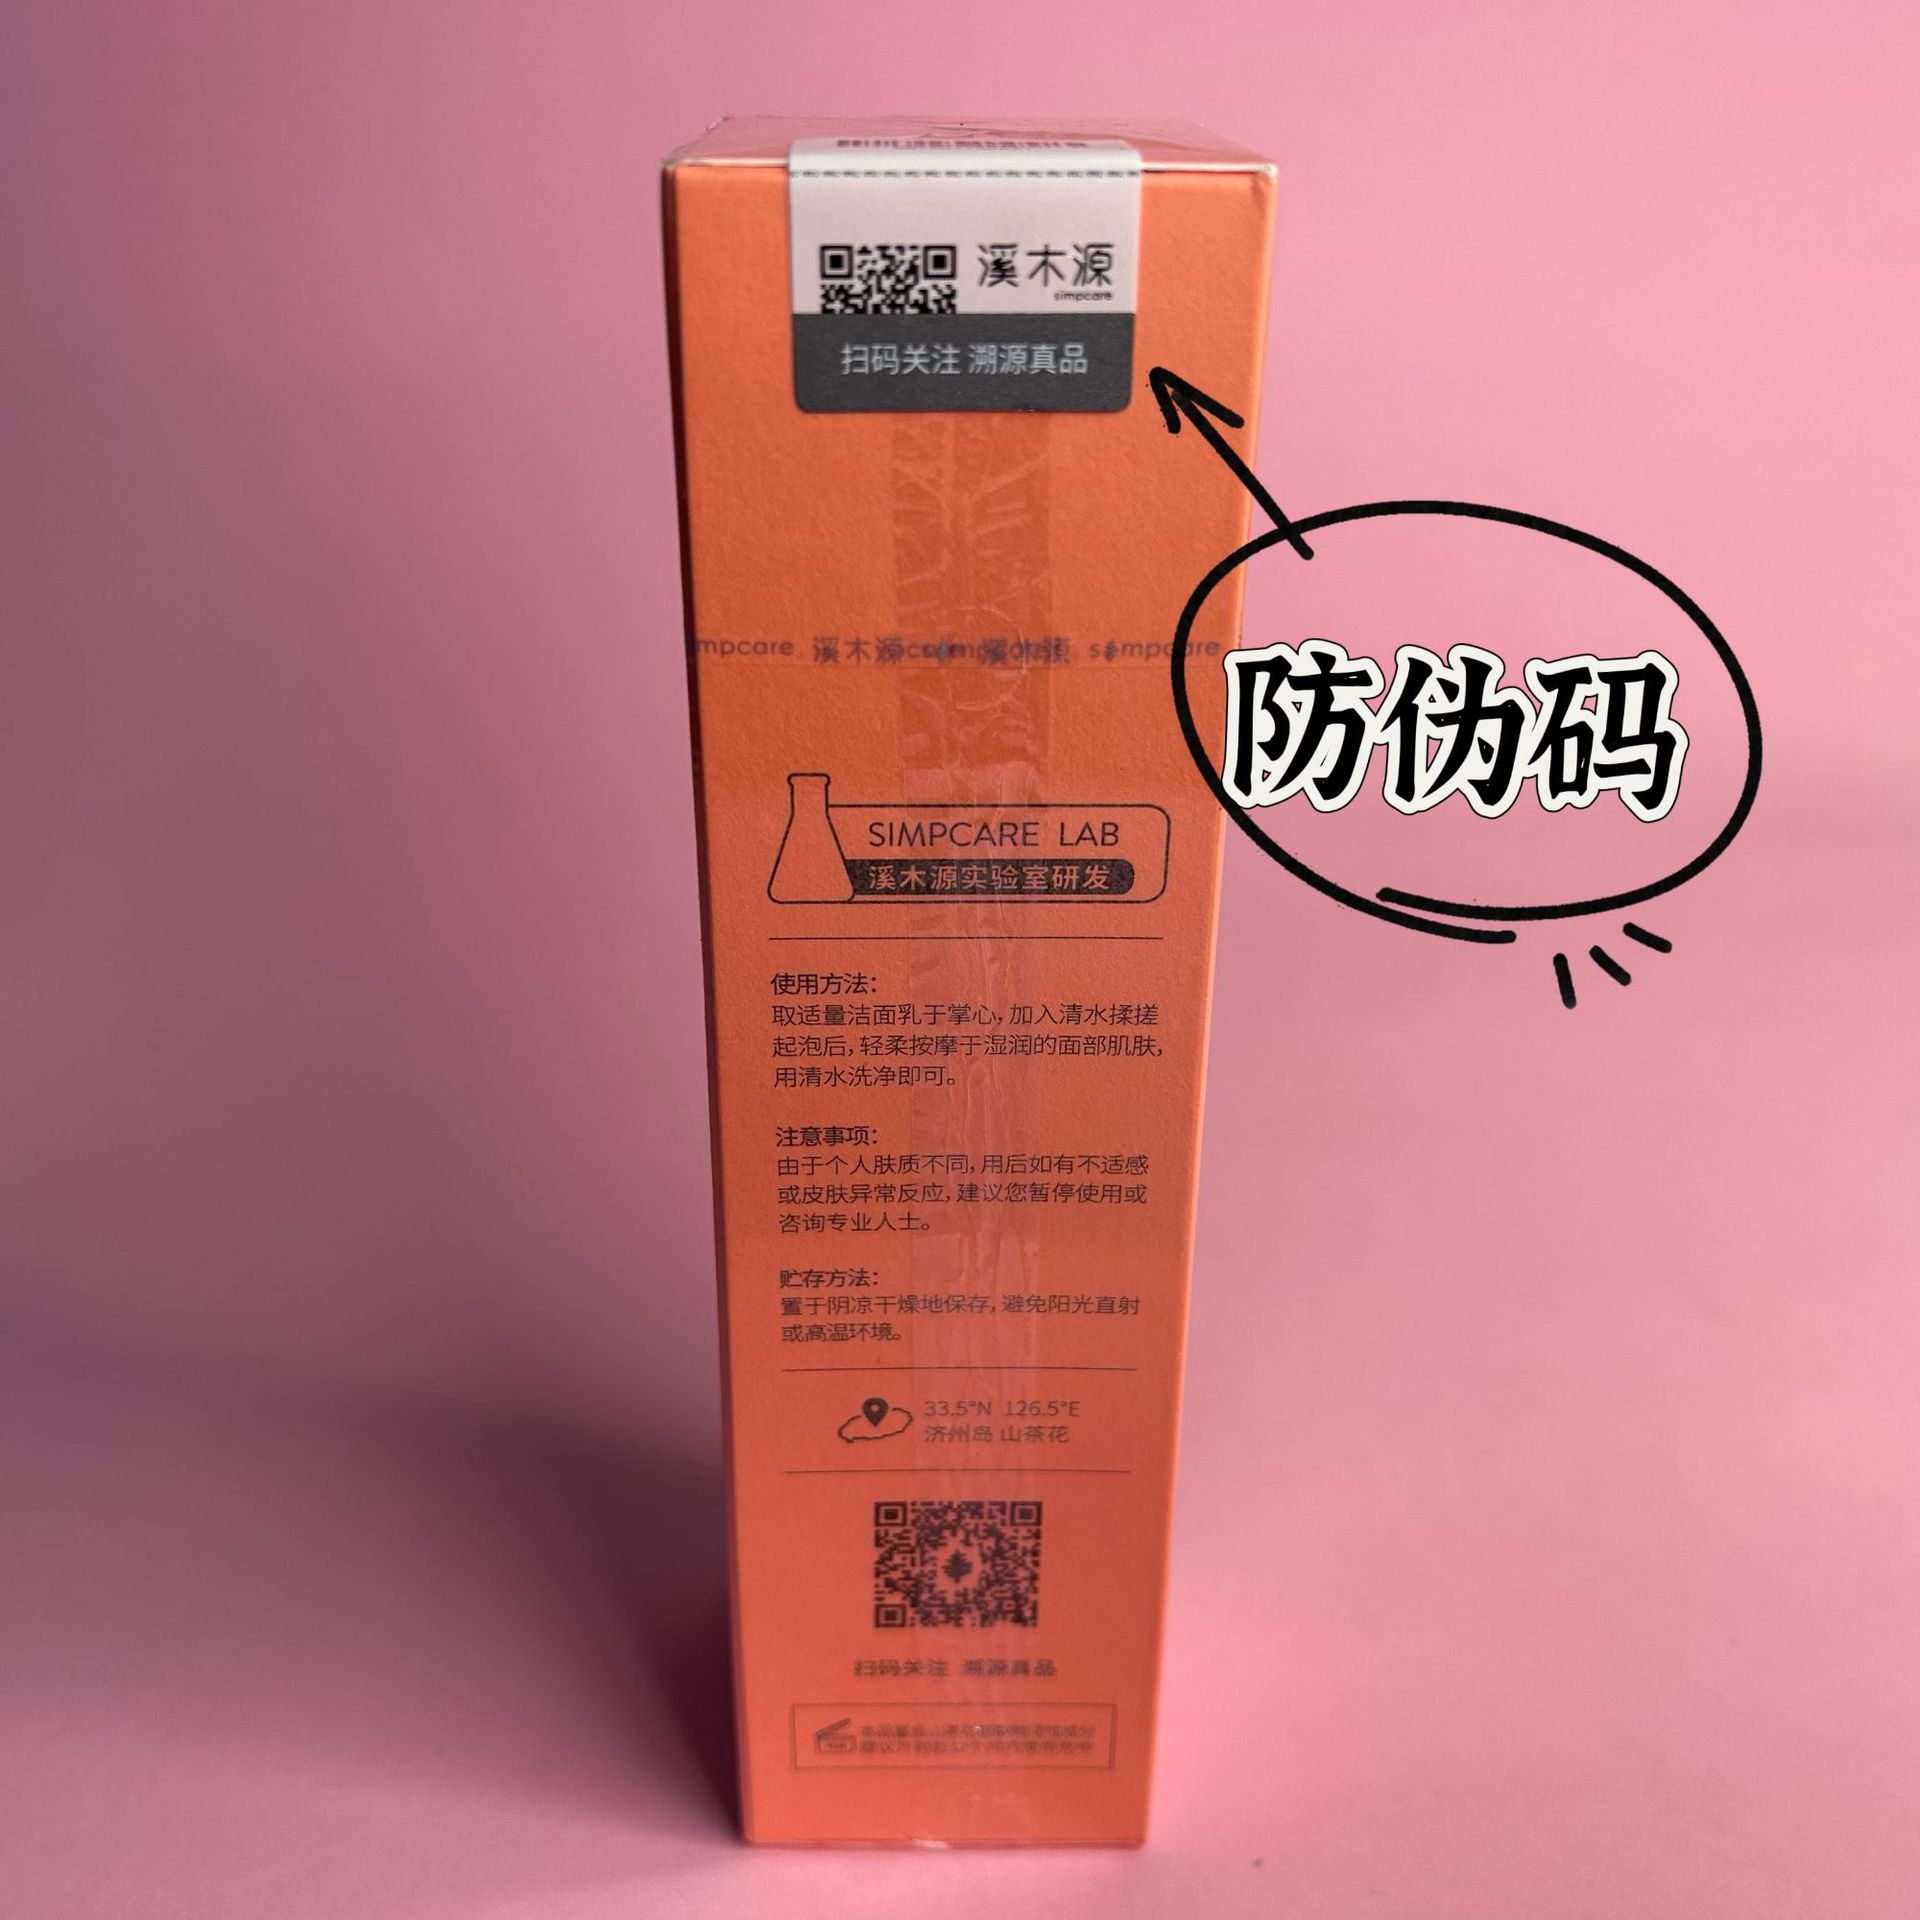 溪木源
simpcare
扫码关注 溯源真品
mpcare 溪木源 simpcare
防伪码
SIMPCARE LAB
溪木源实验室研发
使用方法：
取适量洁面乳于掌心，加入清水揉搓
起泡后，轻柔按摩于湿润的面部肌肤，
用清水洗净即可。
注意事项：
由于个人肤质不同，用后如有不适感
或皮肤异常反应，建议您暂停使用或
咨询专业人士。
贮存方法：
置于阴凉干燥地保存，避免阳光直射
或高温环境。
33.5°N 126.5°E
济州岛 山茶花
扫码关注 溯源真品